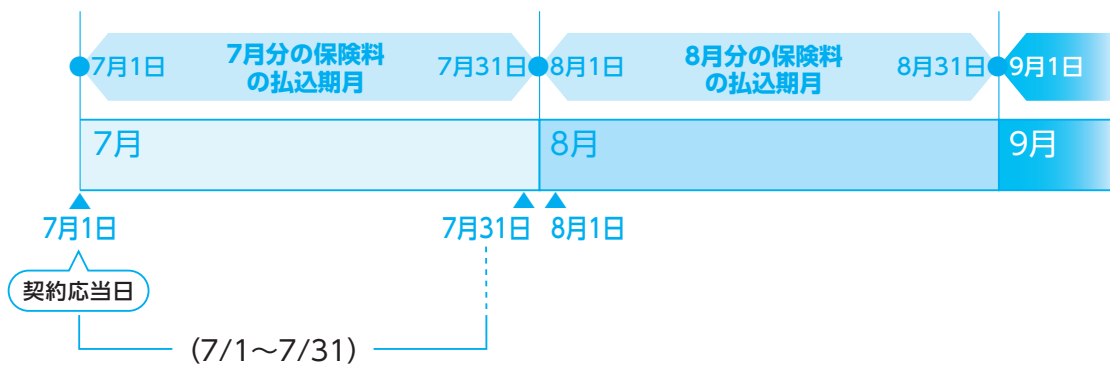 7月1日
7月分の保険料
の払込期月
7月31日
8月1日
8月分の保険料
の払込期月
8月31日
9月1日
7月
8月
9月
7月1日
7月31日
8月1日
契約応当日
(7/1〜7/31)